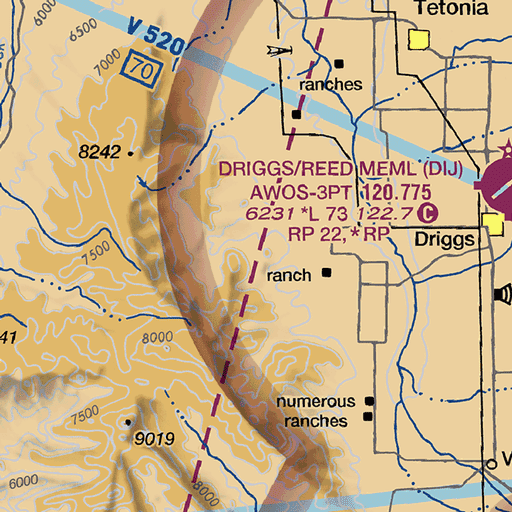 6000
6500
Tetonia
V 520
7000
70
ranches
8242
DRIGGS/REED MEML (DIJ)
AWOS-3PT 120.775
6231 *L 73 122.7 C
RP 22, * RP
Driggs
7500
ranch
41
8000
numerous
ranches
7500
9019
V
6000
8000